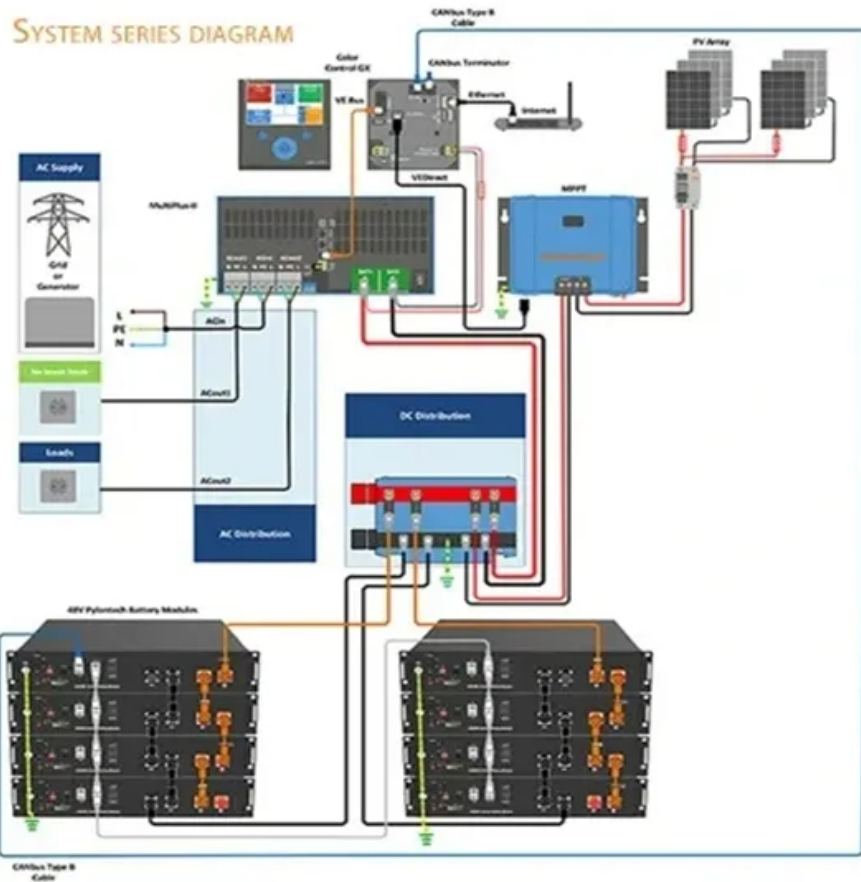 SYSTEM SERIES DIAGRAM
CANbus Type B
Cable
Color
Control GX
CANbus Terminator
PV Array
VE Bus
Ethernet
Internet
AC Supply
VEDirect
MPPT
MultiPlus-II
Grid
or
Generator
L
PE
N
ACin
ACout1
DC Distribution
Loads
ACout2
AC Distribution
48V Pylontech Battery Modules
CANbus Type B
Cable